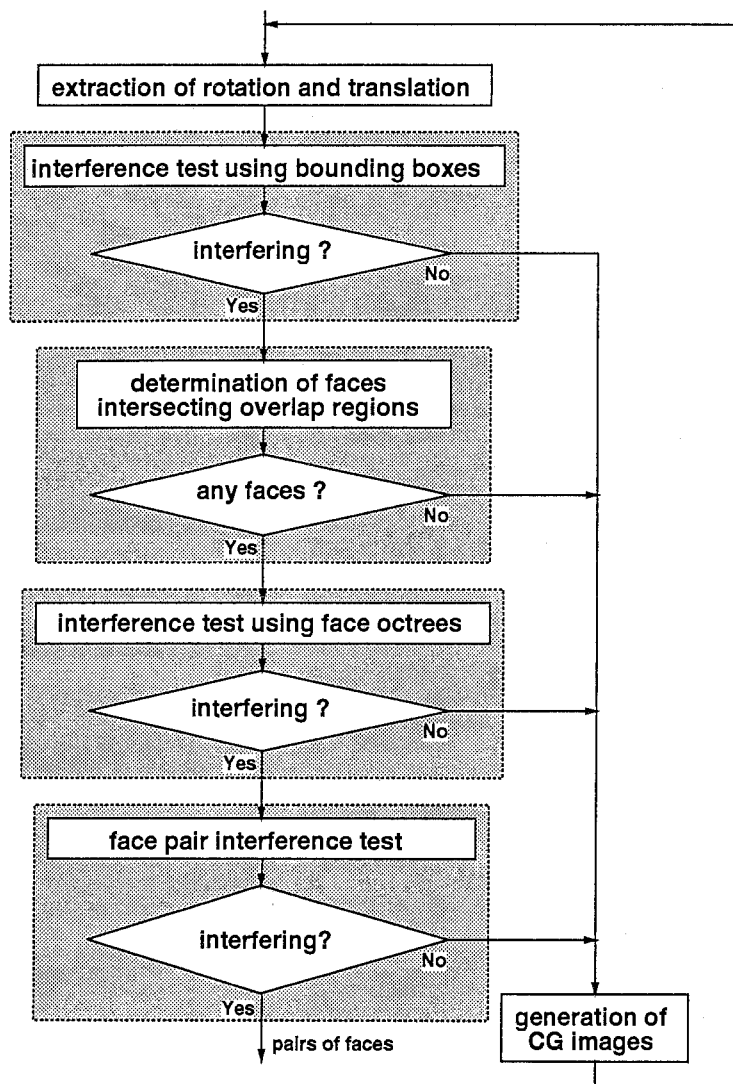 extraction of rotation and translation
interference test using bounding boxes
interfering ?
No
Yes
determination of faces
intersecting overlap regions
any faces ?
No
Yes
interference test using face octrees
interfering ?
No
Yes
face pair interference test
interfering?
No
Yes
pairs of faces
generation of
CG images